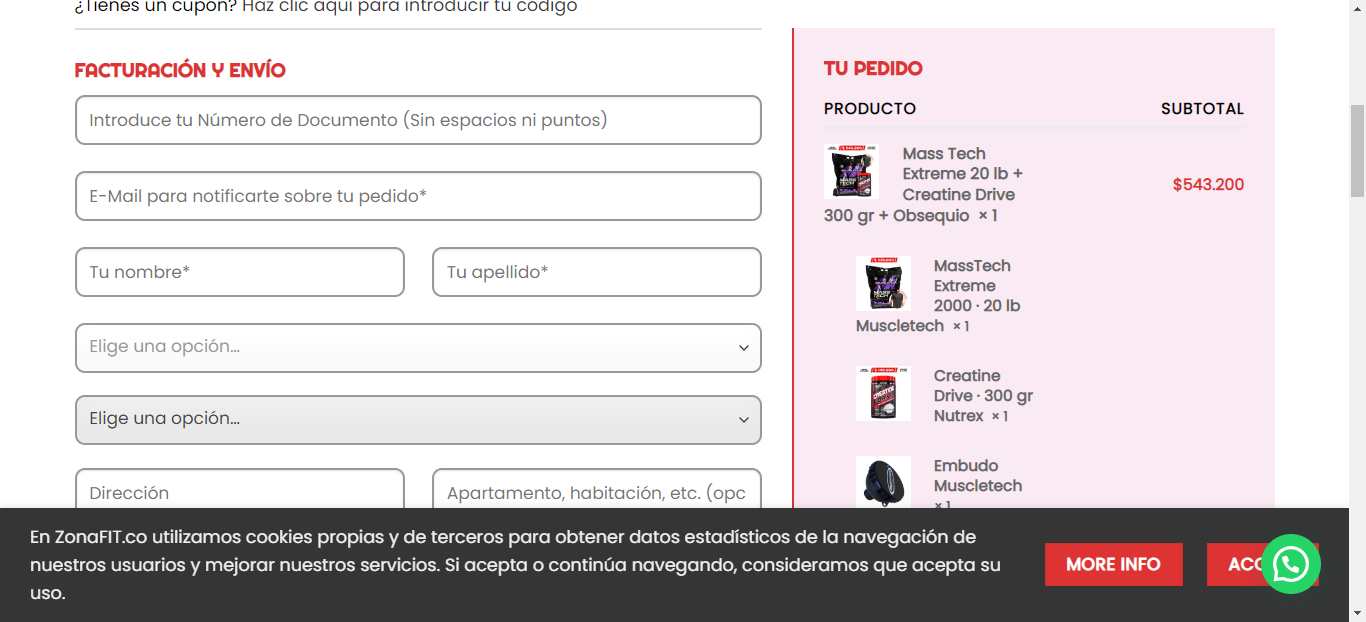 ¿Tienes un cupón? Haz clic aquí para introducir tu código
FACTURACIÓN Y ENVÍO
Introduce tu Número de Documento (Sin espacios ni puntos)
E-Mail para notificarte sobre tu pedido*
Tu nombre*
Tu apellido*
Elige una opción...
Elige una opción...
Dirección
Apartamento, habitación, etc. (opc
TU PEDIDO
PRODUCTO
SUBTOTAL
Mass Tech
Extreme 20 lb +
Creatine Drive
300 gr + Obsequio × 1
$543.200
MassTech
Extreme
2000 · 20 lb
Muscletech × 1
Creatine
Drive · 300 gr
Nutrex × 1
Embudo
Muscletech
× 1
En ZonaFIT.co utilizamos cookies propias y de terceros para obtener datos estadísticos de la navegación de
nuestros usuarios y mejorar nuestros servicios. Si acepta o continúa navegando, consideramos que acepta su
uso.
MORE INFO